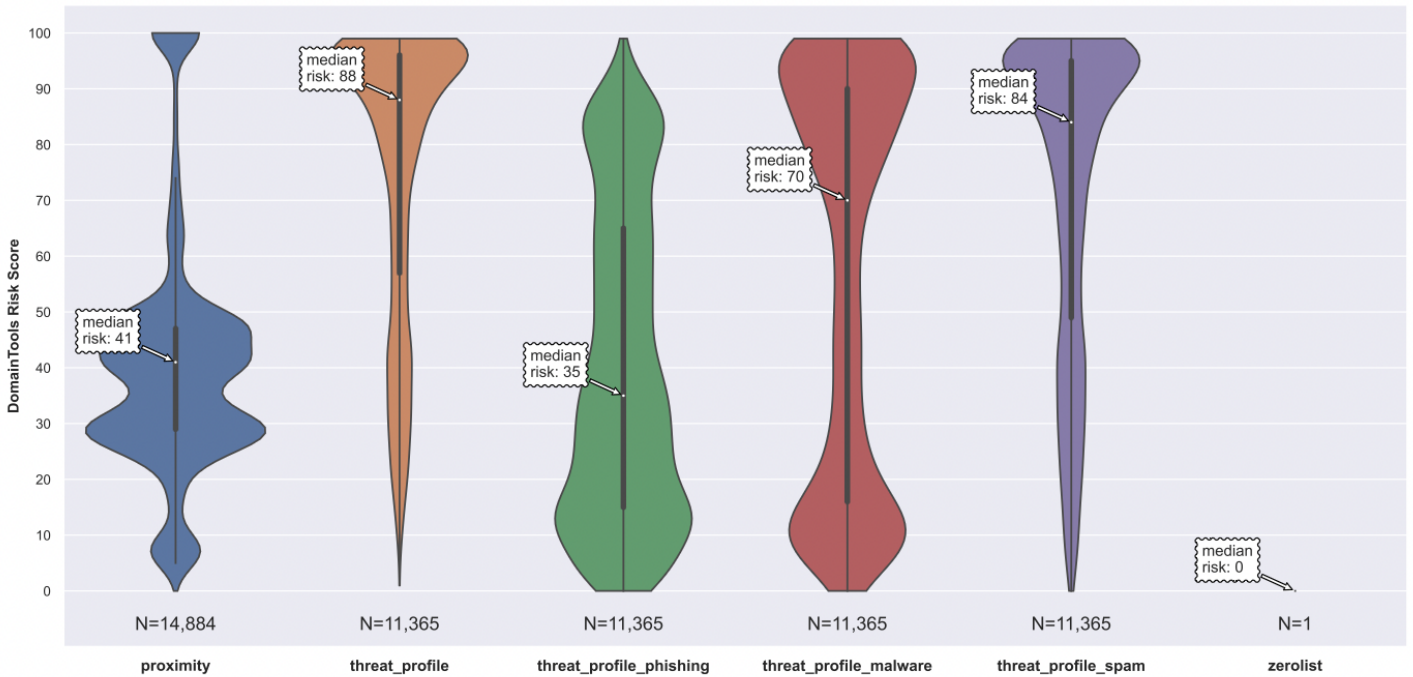 DomainTools Risk Score
100
90
80
70
60
50
40
30
20
10
0
median
risk: 41
median
risk: 88
median
risk: 35
median
risk: 70
median
risk: 84
median
risk: 0
N=14,884
N=11,365
N=11,365
N=11,365
N=11,365
N=1
proximity
threat_profile
threat_profile_phishing
threat_profile_malware
threat_profile_spam
zerolist